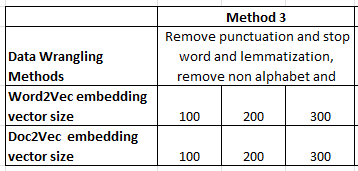 Method 3
Data Wrangling
Methods
Remove punctuation and stop
word and lemmatization,
remove non alphabet and
Word2Vec embedding
vector size
100 200 300
Doc2Vec embedding
vector size
100 200 300